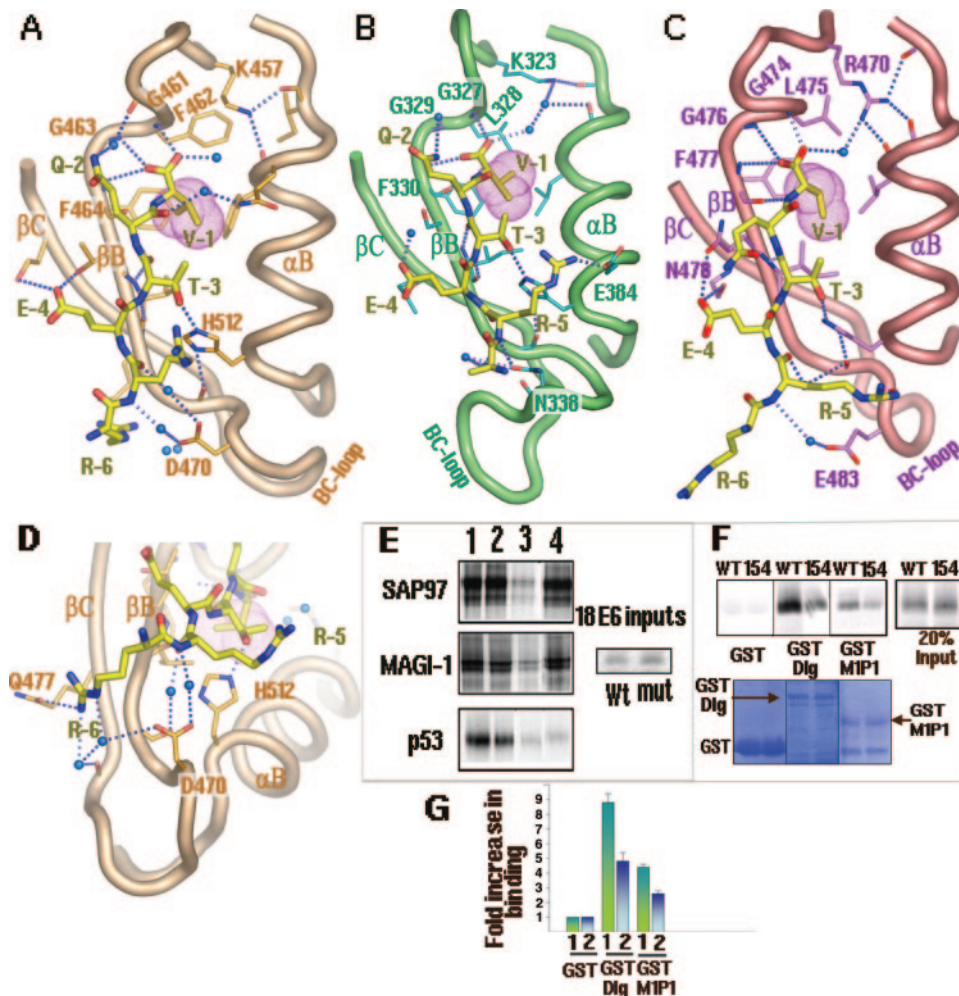 A
K457
G461
F462
G463
Q-2
F464
V-1
βC
βB
αB
E-4
T-3
H512
R-6
D470
BC-loop
B
K323
G327
G329
L328
Q-2
V-1
F330
βC
βB
αB
T-3
E-4
E384
R-5
N338
BC-loop
C
R470
G474
L475
G476
F477
βB
V-1
βC
αB
N478
T-3
E-4
R-5
R-6
E483
BC-loop
D
βC
βB
R-5
Q477
H512
R-6
αB
D470
E
1 2 3 4
SAP97
18 E6 inputs
MAGI-1
Wt mut
p53
F
WT 154 WT 154 WT 154 WT 154
GST
GST Dlg
GST M1P1
20% Input
GST Dlg
GST
GST M1P1
G
Fold increase in
binding
9
8
7
6
5
4
3
2
1
1 2 1 2 1 2
GST GST GST
Dlg M1P1